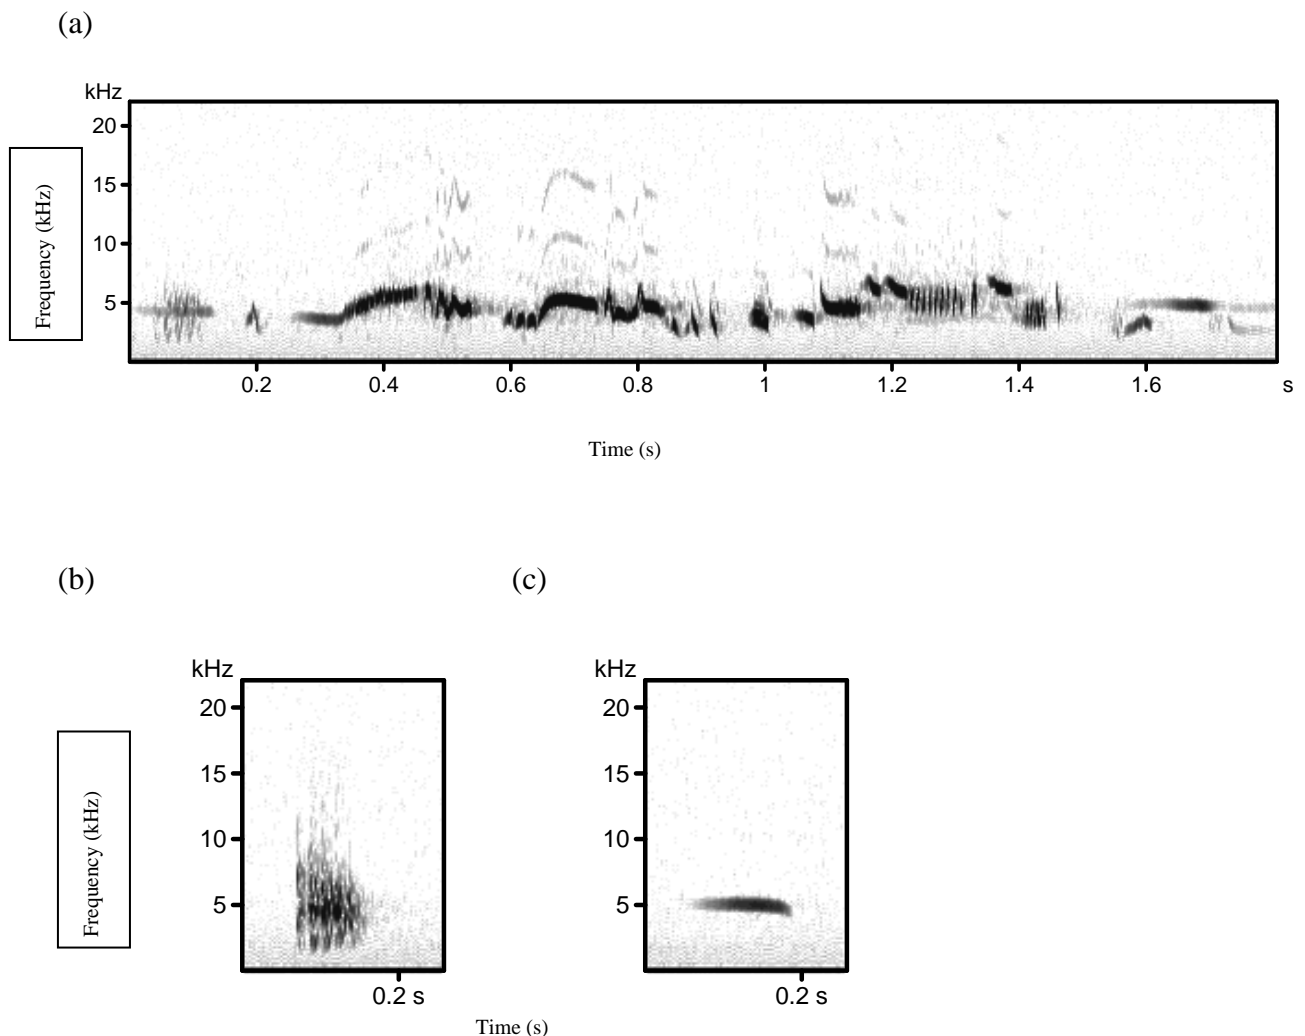 (a)
kHz
20
15
10
5
Frequency (kHz)
0.2 0.4 0.6 0.8 1 1.2 1.4 1.6 s
Time (s)
(b) (c)
kHz kHz
20 20
15 15
10 10
5 5
Frequency (kHz)
0.2 s 0.2 s
Time (s)